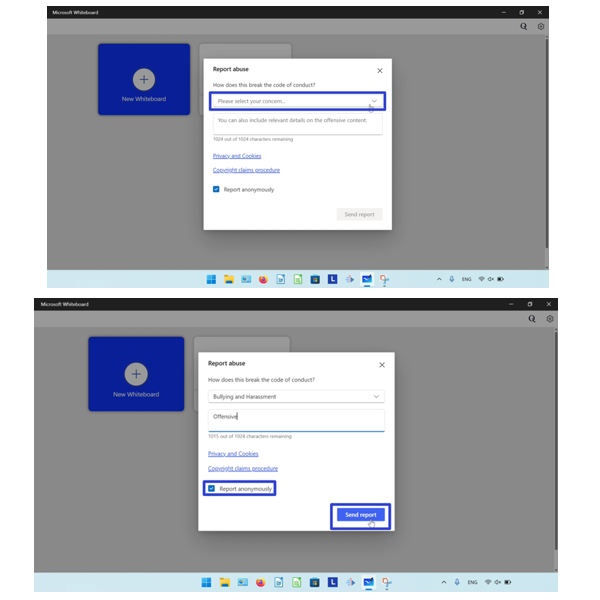 Microsoft Whiteboard
Report abuse
How does this break the code of conduct?
Please select your concern...
New Whiteboard
You can also include relevant details on the offensive content:
1024 out of 1024 characters remaining
Privacy and Cookies
Copyright claims procedure
Report anonymously
Send report
ENG
Microsoft Whiteboard
Report abuse
How does this break the code of conduct?
New Whiteboard
Bullying and Harassment
Offensive
1015 out of 1024 characters remaining
Privacy and Cookies
Copyright claims procedure
Report anonymously
Send report
ENG